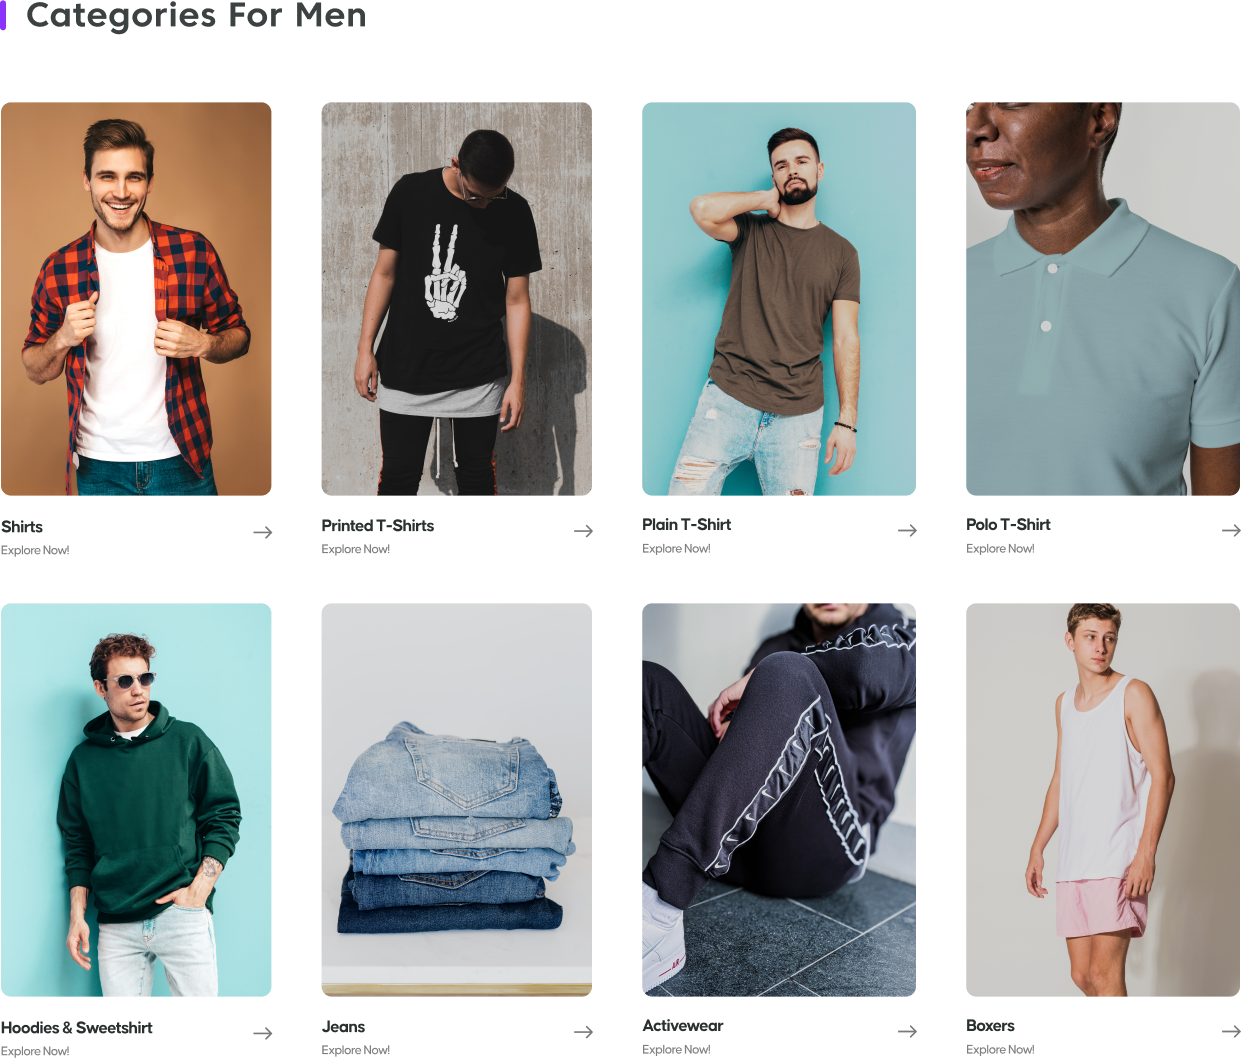 Categories For Men
Shirts
Explore Now!
Printed T-Shirts
Explore Now!
Plain T-Shirt
Explore Now!
Polo T-Shirt
Explore Now!
Hoodies & Sweetshirt
Explore Now!
Jeans
Explore Now!
Activewear
Explore Now!
Boxers
Explore Now!